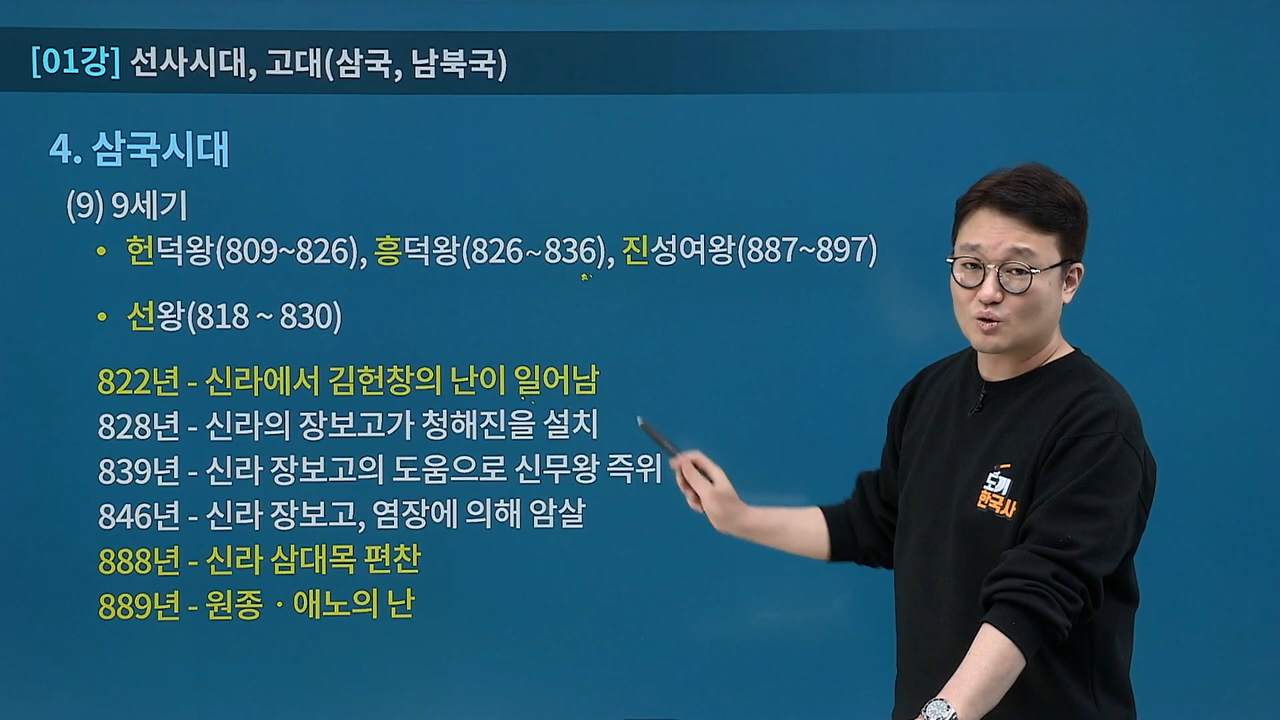 [01강] 선사시대, 고대(삼국, 남북국)
4. 삼국시대
(9) 9세기
• 헌덕왕(809~826), 흥덕왕(826~836), 진성여왕(887~897)
• 선왕(818 ~ 830)
822년 - 신라에서 김헌창의 난이 일어남
828년 - 신라의 장보고가 청해진을 설치
839년 - 신라 장보고의 도움으로 신무왕 즉위
846년 - 신라 장보고, 염장에 의해 암살
888년 - 신라 삼대목 편찬
889년 - 원종 · 애노의 난
도끼
한국사